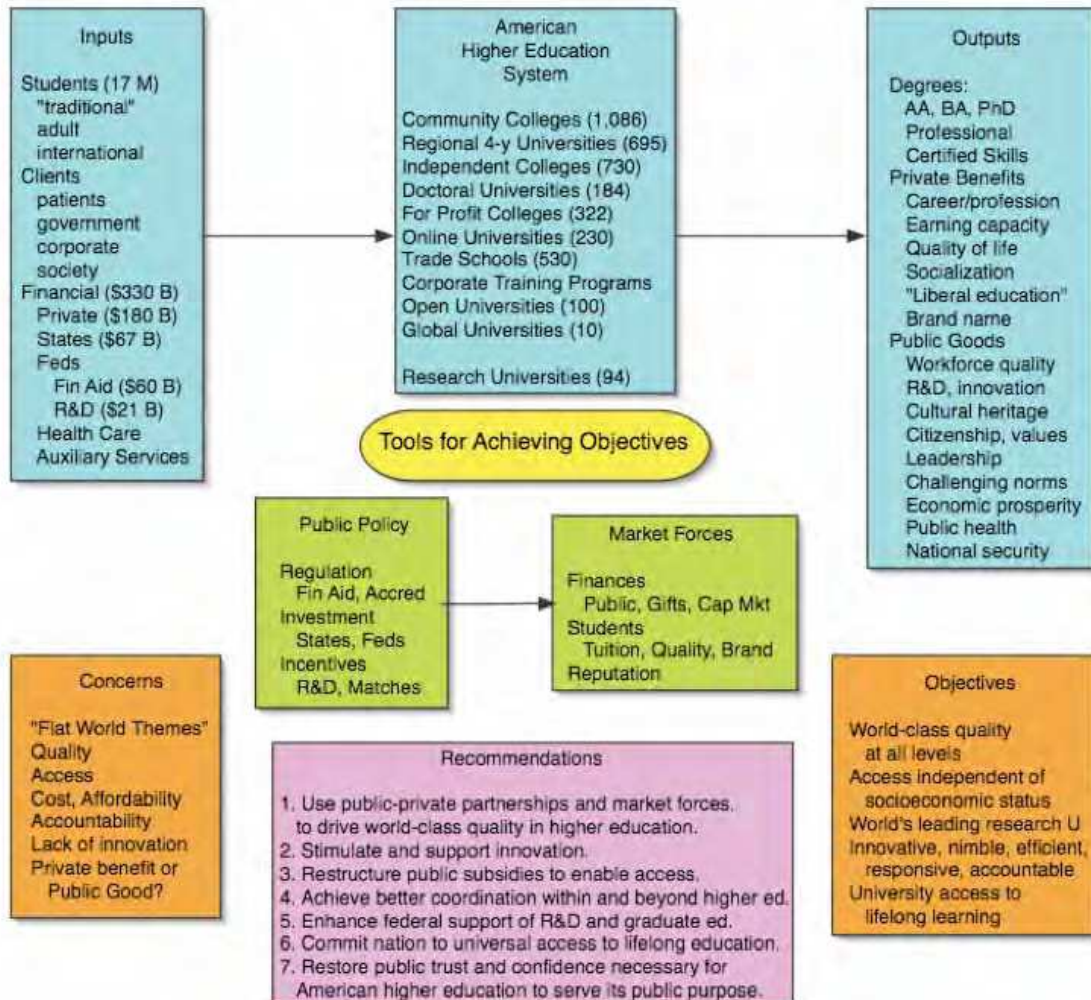 Inputs
Students (17 M)
"traditional"
adult
international
Clients
patients
government
corporate
society
Financial ($330 B)
Private ($180 B)
States ($67 B)
Feds
Fin Aid ($60 B)
R&D ($21 B)
Health Care
Auxiliary Services
American
Higher Education
System
Community Colleges (1,086)
Regional 4-y Universities (695)
Independent Colleges (730)
Doctoral Universities (184)
For Profit Colleges (322)
Online Universities (230)
Trade Schools (530)
Corporate Training Programs
Open Universities (100)
Global Universities (10)
Research Universities (94)
Outputs
Degrees:
AA, BA, PhD
Professional
Certified Skills
Private Benefits
Career/profession
Earning capacity
Quality of life
Socialization
"Liberal education"
Brand name
Public Goods
Workforce quality
R&D, innovation
Cultural heritage
Citizenship, values
Leadership
Challenging norms
Economic prosperity
Public health
National security
Tools for Achieving Objectives
Public Policy
Regulation
Fin Aid, Accred
Investment
States, Feds
Incentives
R&D, Matches
Market Forces
Finances
Public, Gifts, Cap Mkt
Students
Tuition, Quality, Brand
Reputation
Concerns
"Flat World Themes"
Quality
Access
Cost, Affordability
Accountability
Lack of innovation
Private benefit or
Public Good?
Recommendations
1. Use public-private partnerships and market forces.
to drive world-class quality in higher education.
2. Stimulate and support innovation.
3. Restructure public subsidies to enable access.
4. Achieve better coordination within and beyond higher ed.
5. Enhance federal support of R&D and graduate ed.
6. Commit nation to universal access to lifelong education.
7. Restore public trust and confidence necessary for
American higher education to serve its public purpose.
Objectives
World-class quality
at all levels
Access independent of
socioeconomic status
World's leading research U
Innovative, nimble, efficient,
responsive, accountable
University access to
lifelong learning